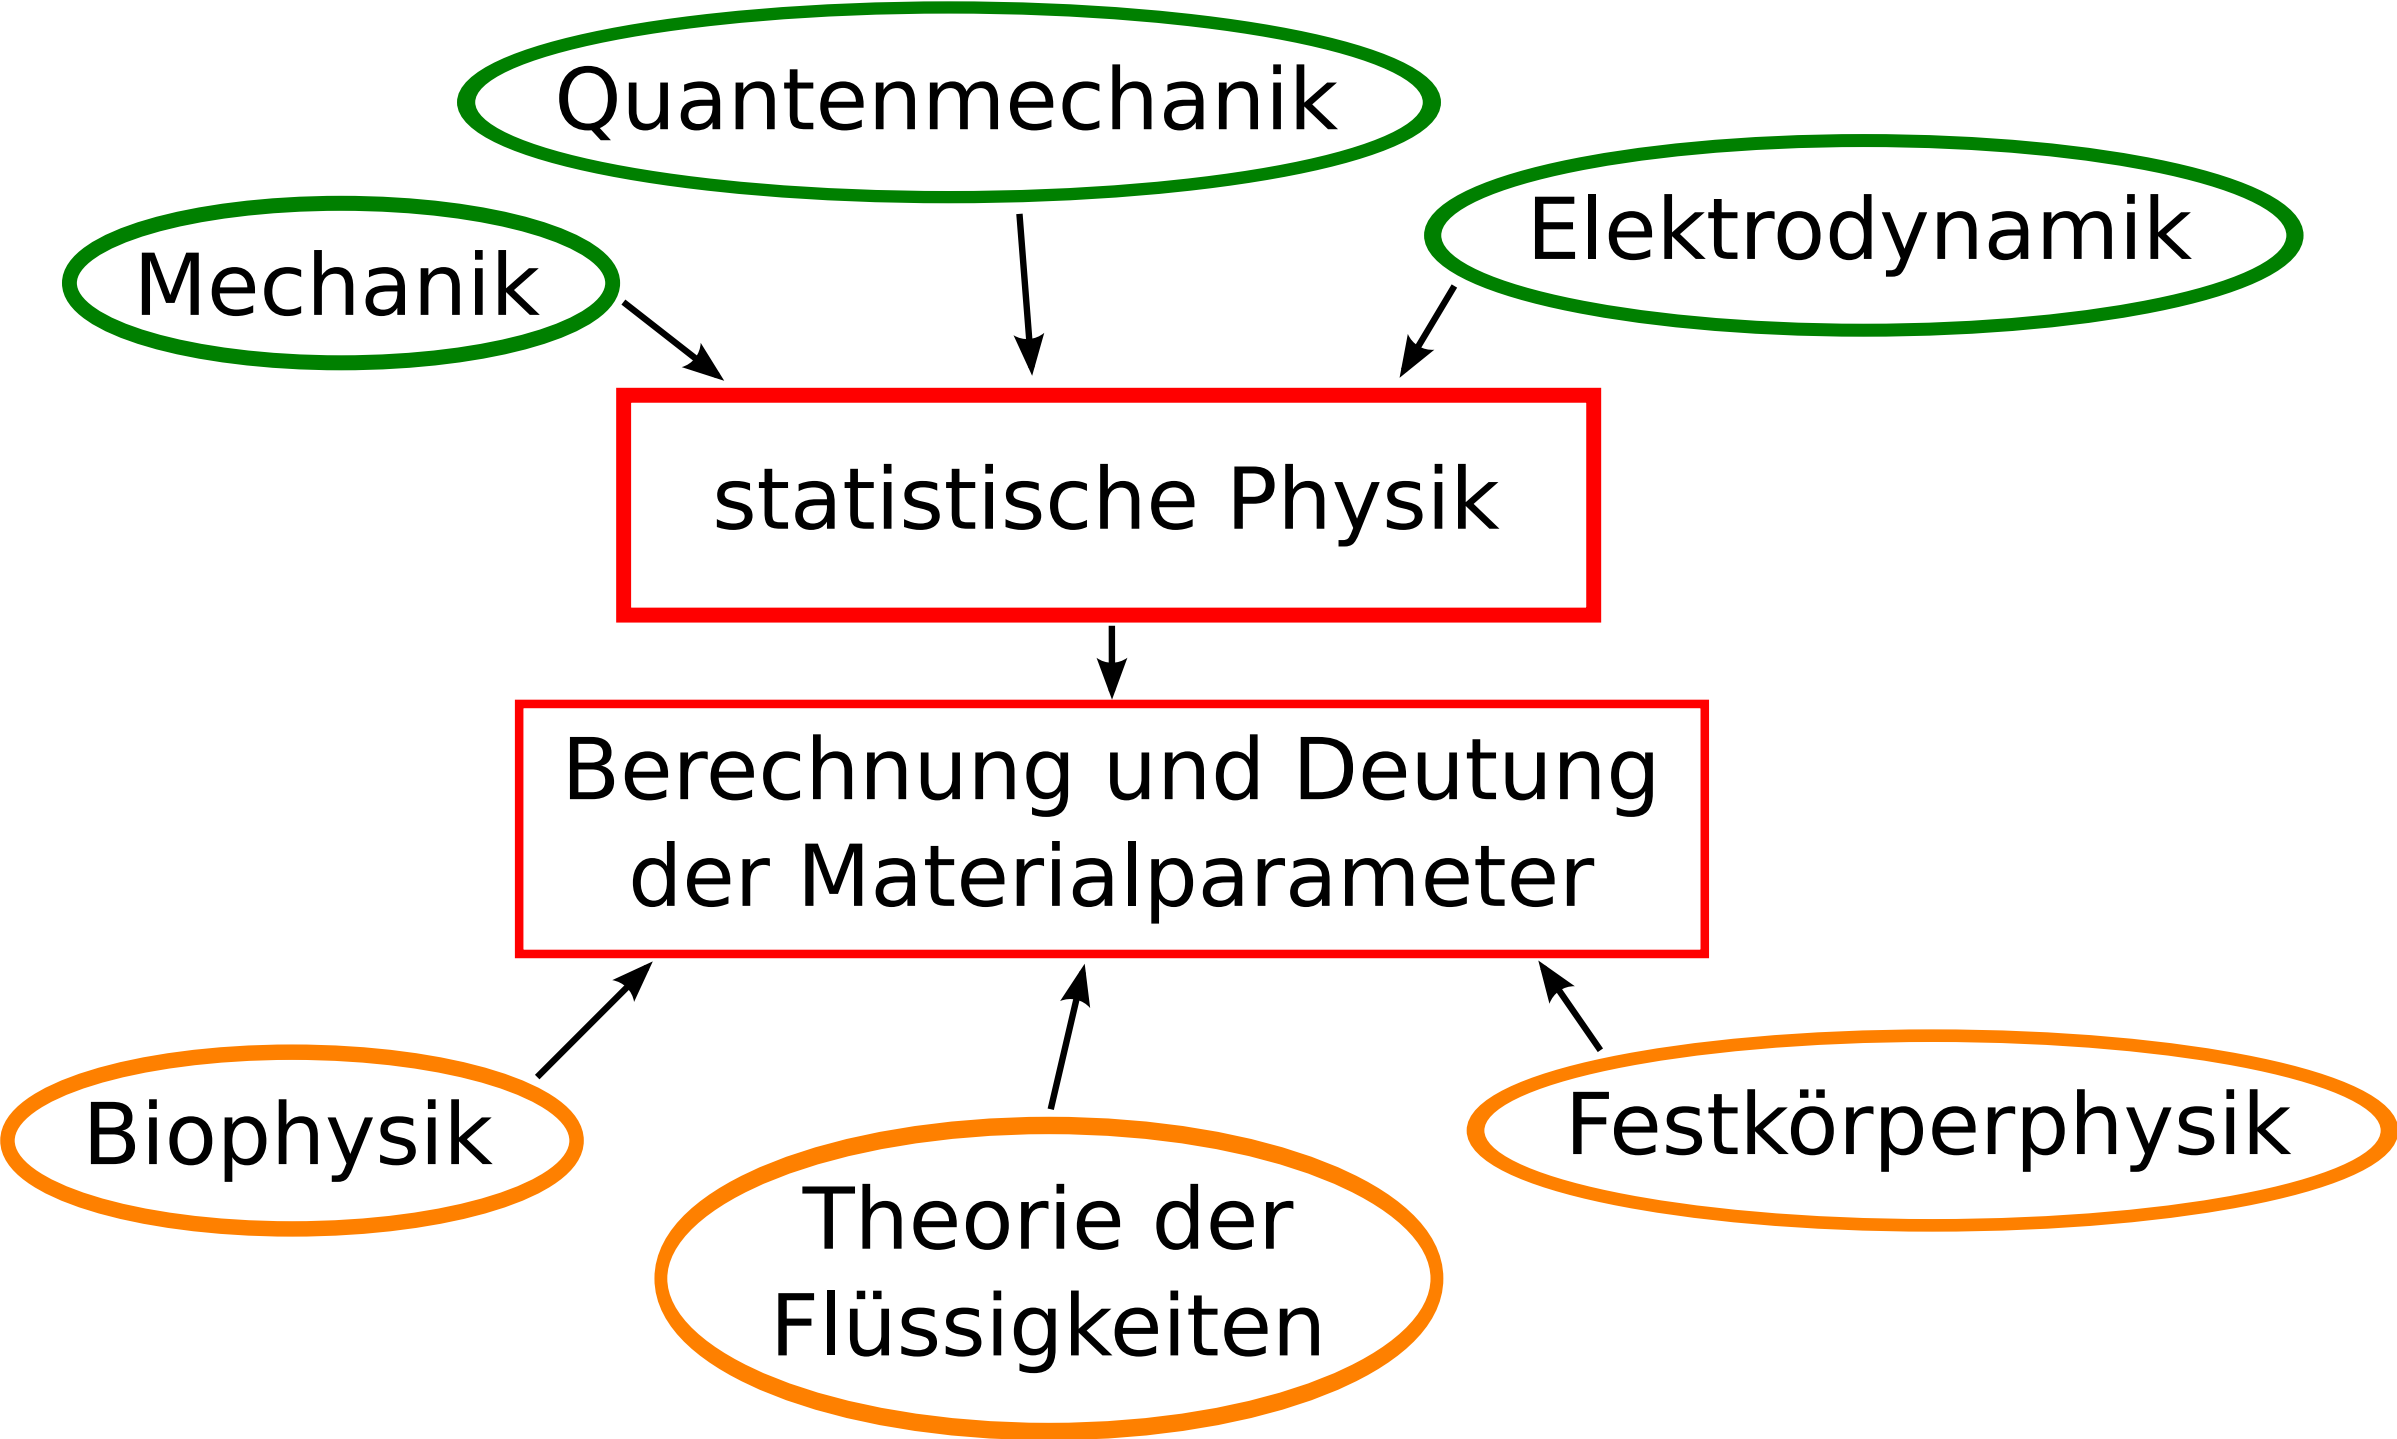 Quantenmechanik
Elektrodynamik
Mechanik
statistische Physik
Berechnung und Deutung
der Materialparameter
Biophysik
Festkörperphysik
Theorie der
Flüssigkeiten